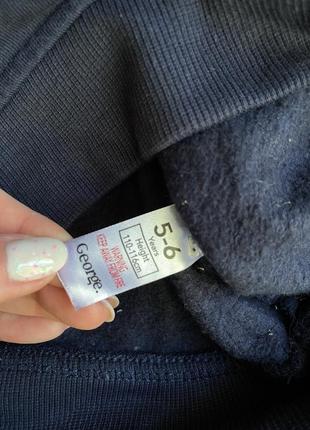 5-6
Years
Height
110-116cm
WARNING
KEEP AWAY FROM FIRE
George.